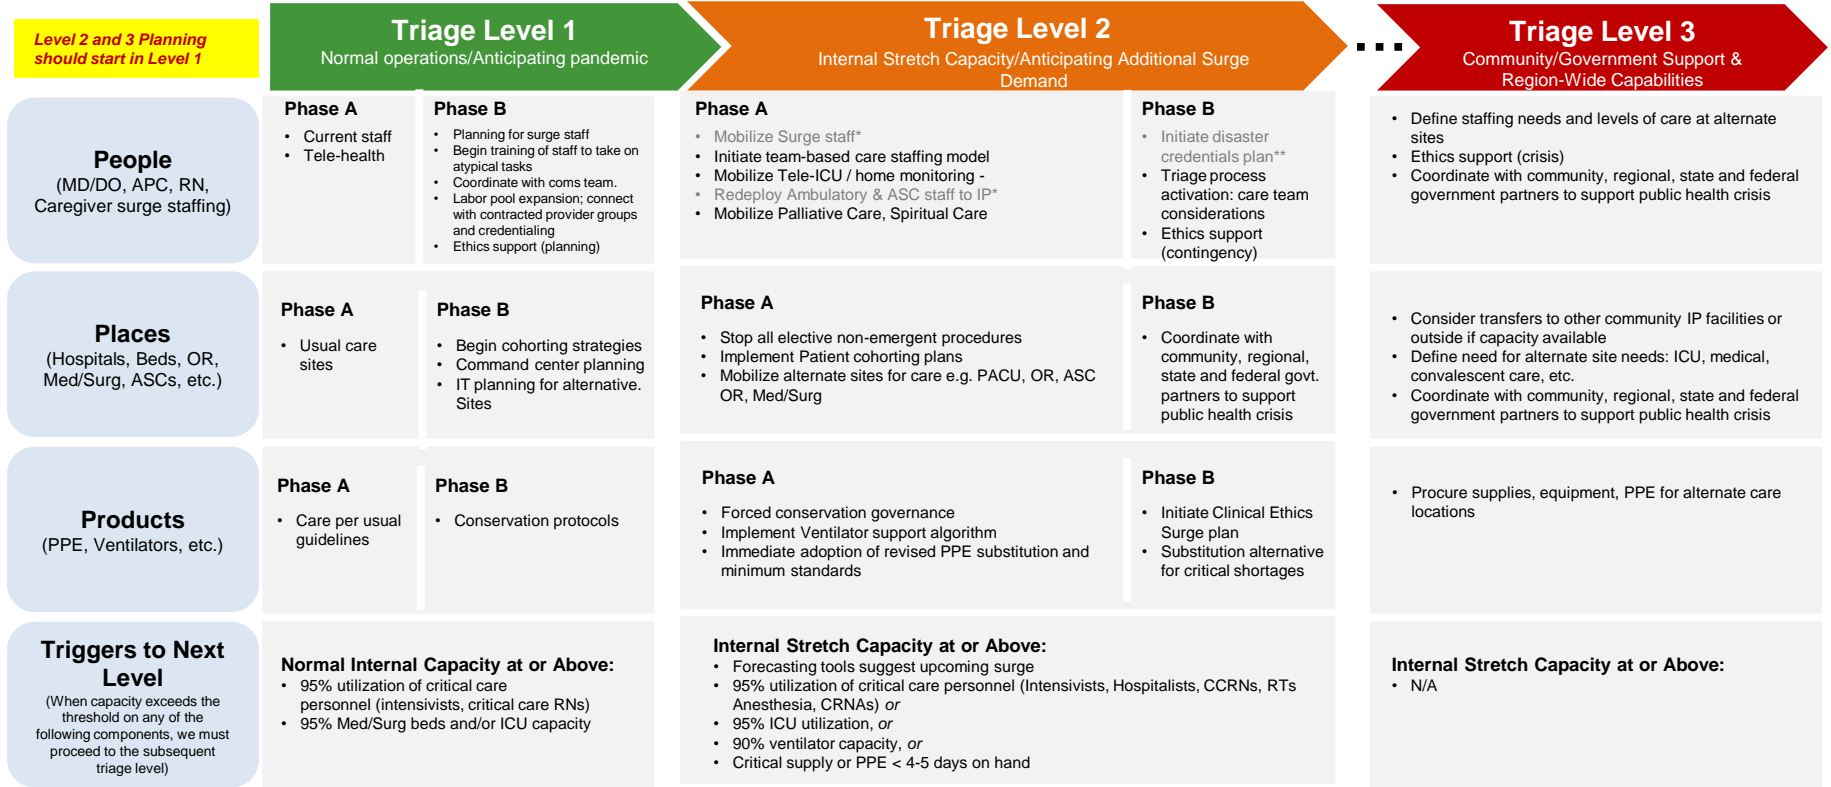 Level 2 and 3 Planning
should start in Level 1
Triage Level 1
Normal operations/Anticipating pandemic
Triage Level 2
Internal Stretch Capacity/Anticipating Additional Surge
Demand
Triage Level 3
Community/Government Support &
Region-Wide Capabilities
People
(MD/DO, APC, RN,
Caregiver surge staffing)
Phase A
• Current staff
• Tele-health
Phase B
• Planning for surge staff
• Begin training of staff to take on
atypical tasks
• Coordinate with coms team.
• Labor pool expansion; connect
with contracted provider groups
and credentialing
• Ethics support (planning)
Phase A
• Mobilize Surge staff*
• Initiate team-based care staffing model
• Mobilize Tele-ICU / home monitoring -
• Redeploy Ambulatory & ASC staff to IP*
• Mobilize Palliative Care, Spiritual Care
Phase B
• Initiate disaster
credentials plan**
• Triage process
activation: care team
considerations
• Ethics support
(contingency)
• Define staffing needs and levels of care at alternate
sites
• Ethics support (crisis)
• Coordinate with community, regional, state and federal
government partners to support public health crisis
Places
(Hospitals, Beds, OR,
Med/Surg, ASCs, etc.)
Phase A
• Usual care
sites
Phase B
• Begin cohorting strategies
• Command center planning
• IT planning for alternative.
Sites
Phase A
• Stop all elective non-emergent procedures
• Implement Patient cohorting plans
• Mobilize alternate sites for care e.g. PACU, OR, ASC
OR, Med/Surg
Phase B
• Coordinate with
community, regional,
state and federal govt.
partners to support
public health crisis
• Consider transfers to other community IP facilities or
outside if capacity available
• Define need for alternate site needs: ICU, medical,
convalescent care, etc.
• Coordinate with community, regional, state and federal
government partners to support public health crisis
Products
(PPE, Ventilators, etc.)
Phase A
• Care per usual
guidelines
Phase B
• Conservation protocols
Phase A
• Forced conservation governance
• Implement Ventilator support algorithm
• Immediate adoption of revised PPE substitution and
minimum standards
Phase B
• Initiate Clinical Ethics
Surge plan
• Substitution alternative
for critical shortages
• Procure supplies, equipment, PPE for alternate care
locations
Triggers to Next
Level
(When capacity exceeds the
threshold on any of the
following components, we must
proceed to the subsequent
triage level)
Normal Internal Capacity at or Above:
• 95% utilization of critical care
personnel (intensivists, critical care RNs)
• 95% Med/Surg beds and/or ICU capacity
Internal Stretch Capacity at or Above:
• Forecasting tools suggest upcoming surge
• 95% utilization of critical care personnel (Intensivists, Hospitalists, CCRNs, RTs
Anesthesia, CRNAs) or
• 95% ICU utilization, or
• 90% ventilator capacity, or
• Critical supply or PPE < 4-5 days on hand
Internal Stretch Capacity at or Above:
• N/A